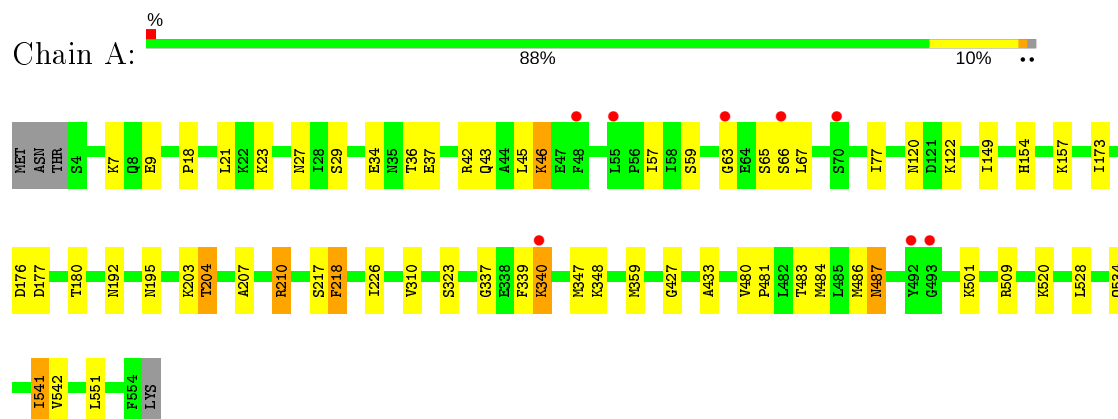 %
Chain A:
88% 10% ••
MET ASN THR S4 K7 Q8 E9 P18 L21 K22 K23 N27 I28 S29 E34 N35 T36 E37 R42 Q43 A44 L45 K46 E47 F48 L55 P56 I57 I58 S59 G63 E64 S65 S66 L67 S70 I77 N120 D121 K122 I149 H154 K157 I173
D176 D177 T180 N192 N195 K203 T204 A207 R210 S217 F218 I226 V310 S323 G337 E338 F339 K340 M347 K348 M359 G427 A433 V480 P481 L482 T483 M484 L485 M486 N487 Y492 G493 K501 R509 K520 L528
I541 V542 L551 F554 LYS